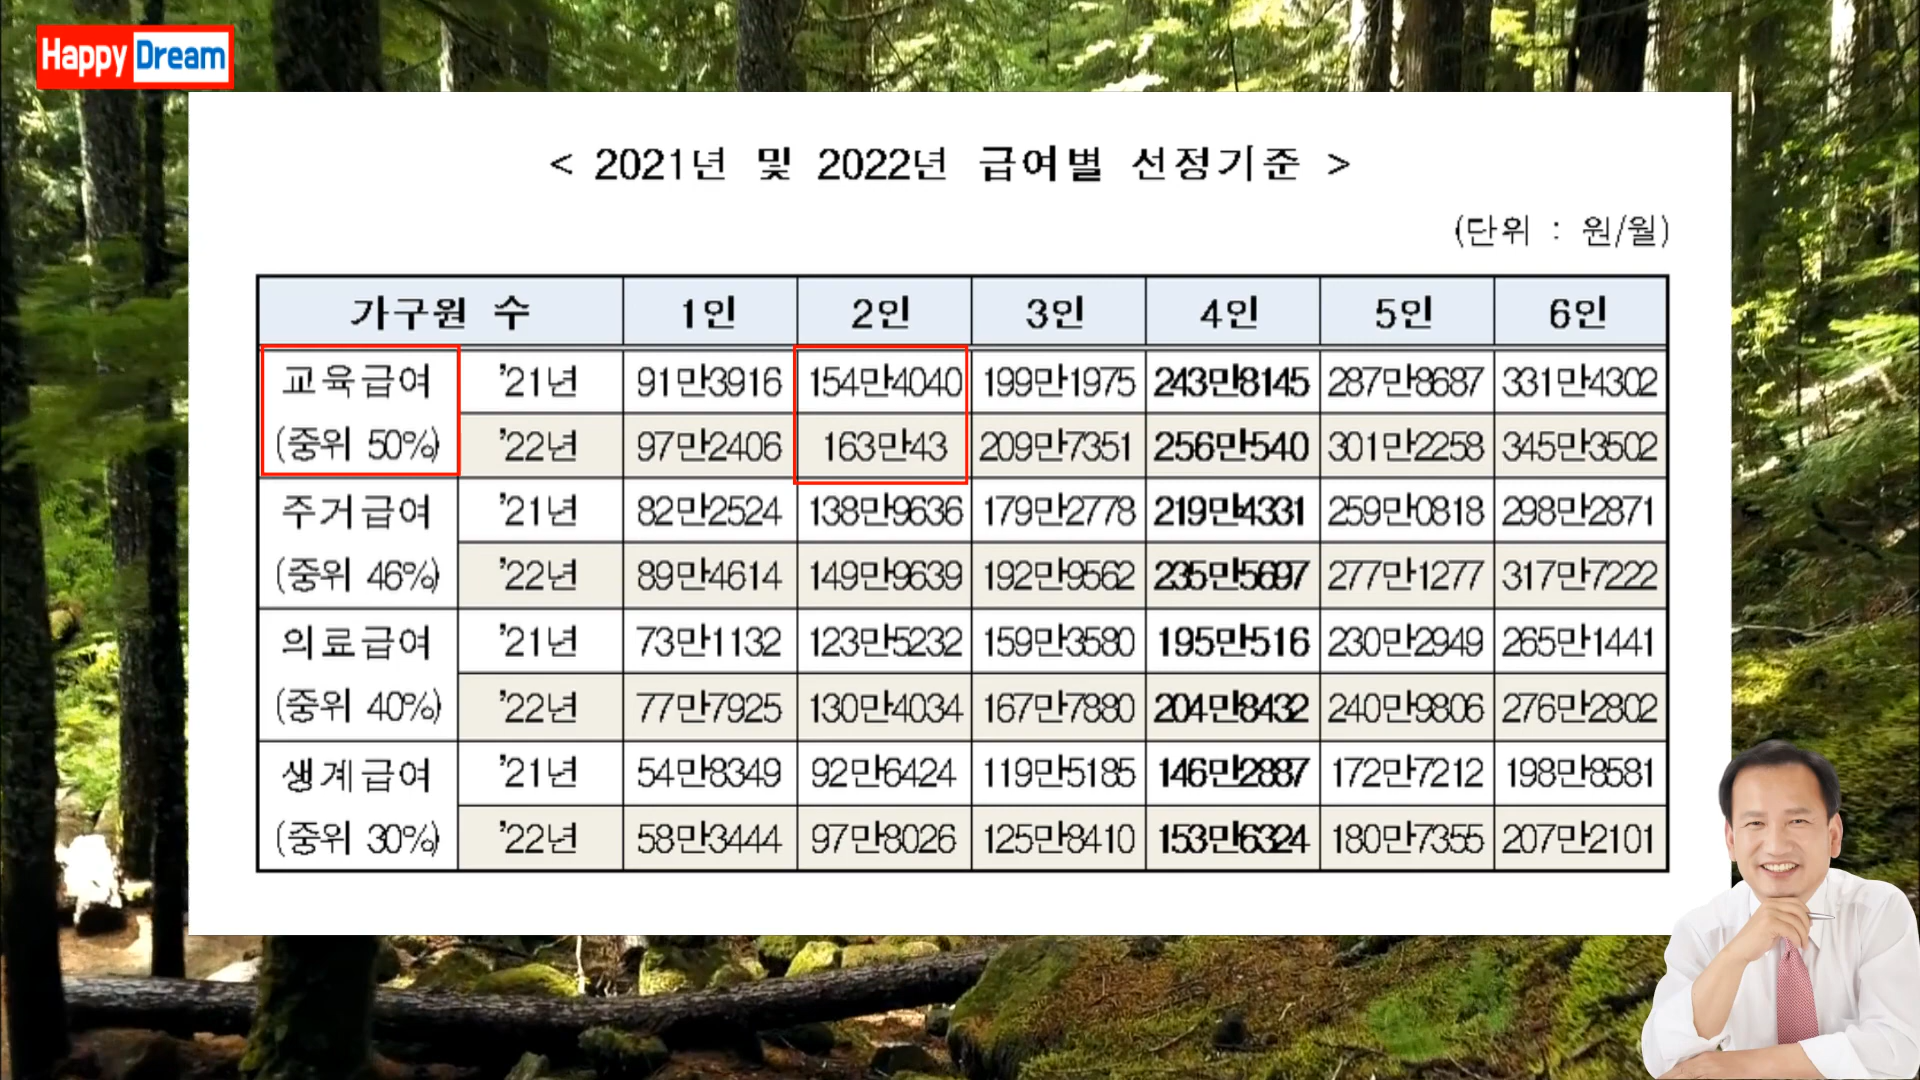 Happy Dream
< 2021년 및 2022년 급여별 선정기준 >
(단위 : 원/월)
가구원 수 1인 2인 3인 4인 5인 6인
교육급여 '21년 91만3916 154만4040 199만1975 243만8145 287만8687 331만4302
(중위 50%) '22년 97만2406 163만43 209만7351 256만540 301만2258 345만3502
주거급여 '21년 82만2524 138만9636 179만2778 219만4331 259만0818 298만2871
(중위 46%) '22년 89만4614 149만9639 192만9562 235만5697 277만1277 317만7222
의료급여 '21년 73만1132 123만5232 159만3580 195만516 230만2949 265만1441
(중위 40%) '22년 77만7925 130만4034 167만7880 204만8432 240만9806 276만2802
생계급여 '21년 54만8349 92만6424 119만5185 146만2887 172만7212 198만8581
(중위 30%) '22년 58만3444 97만8026 125만8410 153만6324 180만7355 207만2101